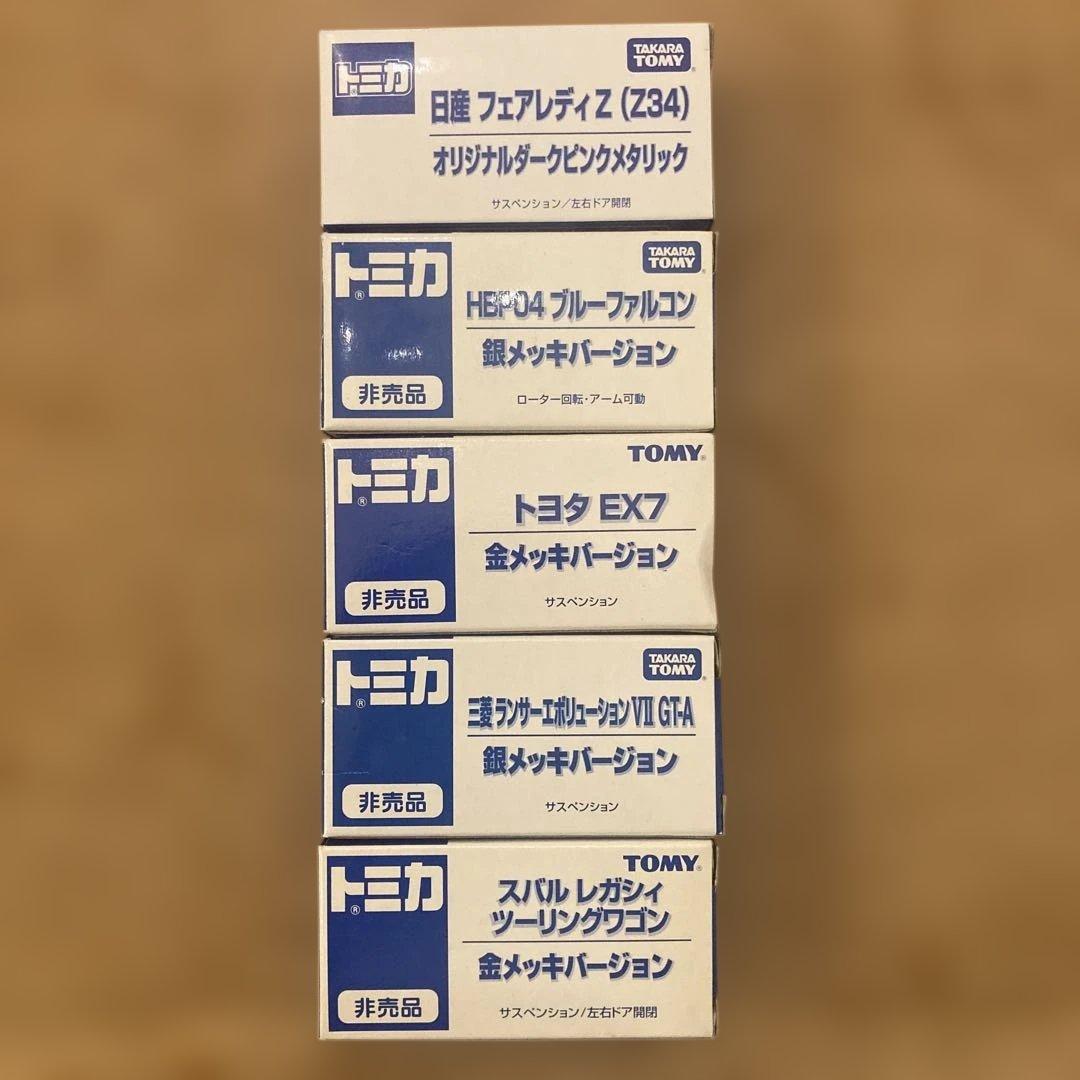 トミカ®
TAKARA TOMY®
日産 フェアレディZ (Z34)
オリジナルダークピンクメタリック
サスペンション/左右ドア開閉
トミカ®
TAKARA TOMY®
HBP04 ブルーファルコン
銀メッキバージョン
非売品
ローター回転・アーム可動
トミカ®
TOMY®
トヨタ EX7
金メッキバージョン
非売品
サスペンション
トミカ®
TAKARA TOMY®
三菱 ランサーエボリューションVII GT-A
銀メッキバージョン
非売品
サスペンション
トミカ®
TOMY®
スバル レガシィ
ツーリングワゴン
金メッキバージョン
非売品
サスペンション/左右ドア開閉